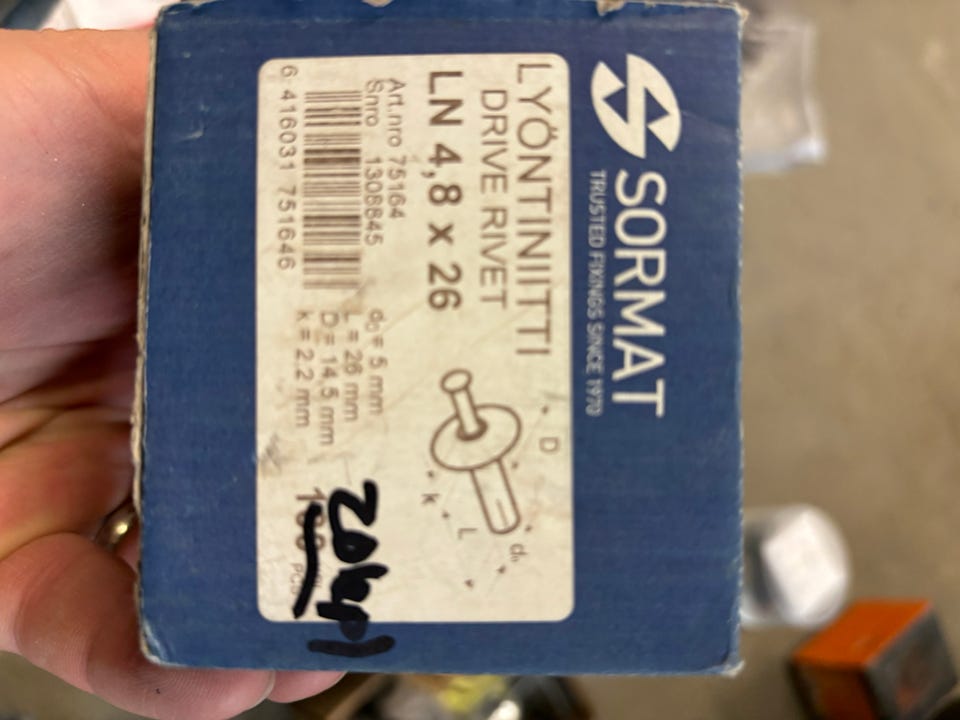 SORMAT
TRUSTED FIXINGS SINCE 1970
LYÖNTINIITTI
DRIVE RIVET
LN 4,8 x 26
Art.nro 75164
Snro 1308845
6 416031 751646
d₀ = 5 mm
L = 26 mm
D = 14,5 mm
k = 2,2 mm
D
k
L
d₀
20kpl